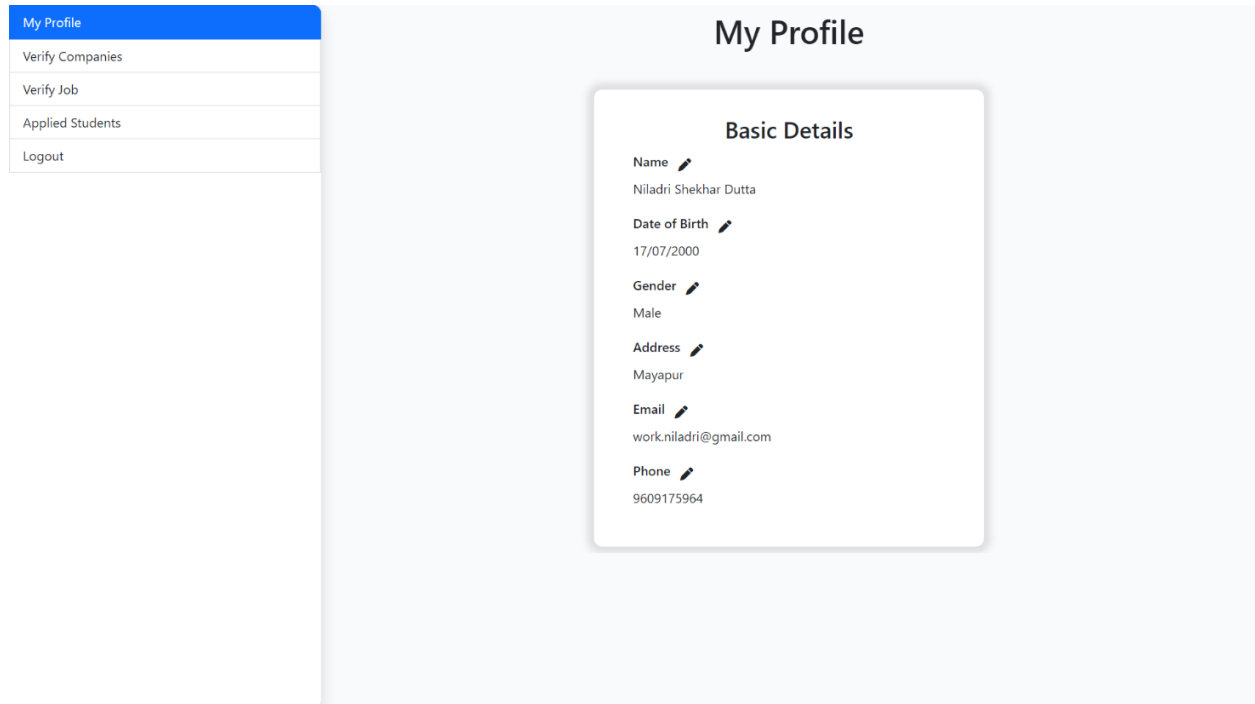 My Profile
Verify Companies
Verify Job
Applied Students
Logout
My Profile
Basic Details
Name
Niladri Shekhar Dutta
Date of Birth
17/07/2000
Gender
Male
Address
Mayapur
Email
work.niladri@gmail.com
Phone
9609175964